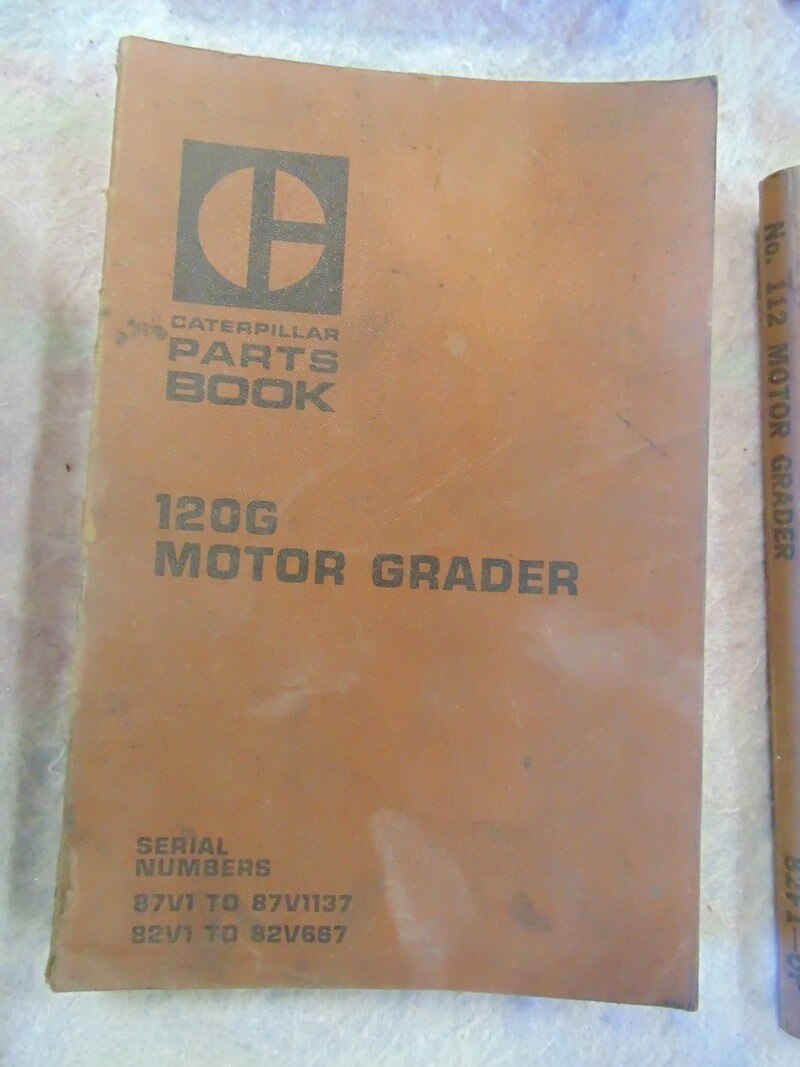 CATERPILLAR
PARTS
BOOK
120G
MOTOR GRADER
SERIAL
NUMBERS
87V1 TO 87V1137
82V1 TO 82V667
No. 112 MOTOR GRADER